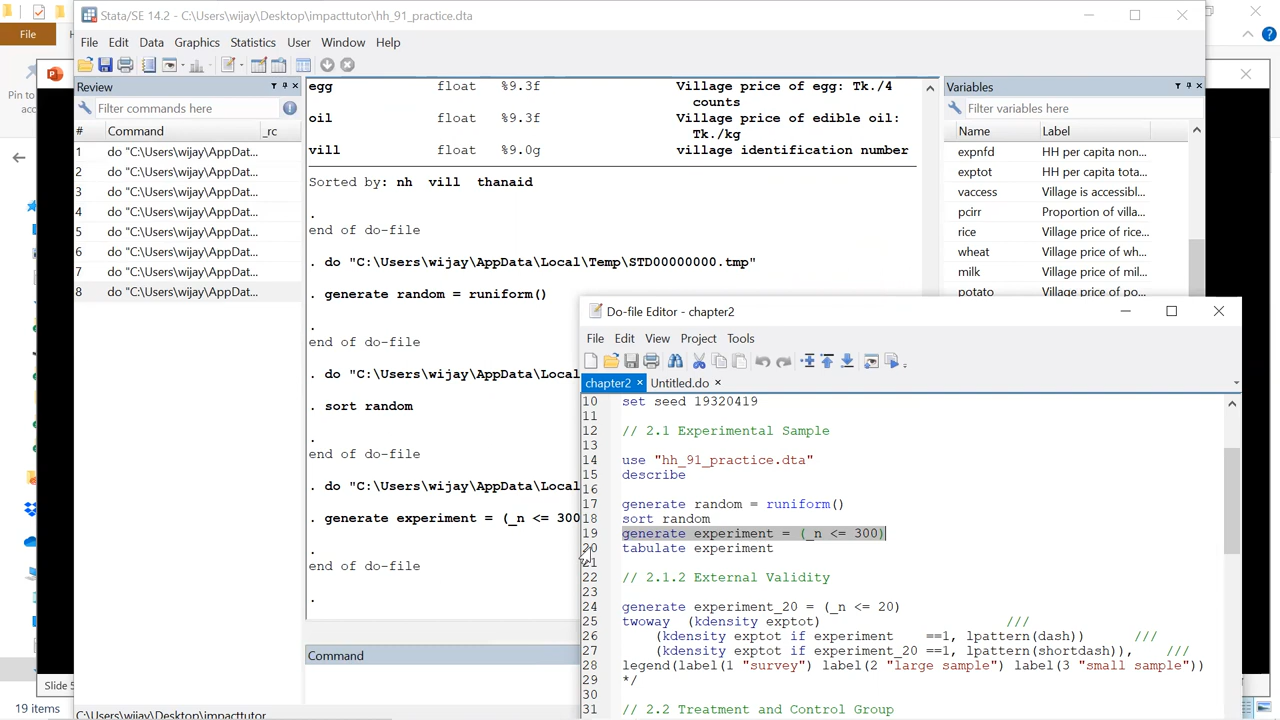 File
Pin to
19 items
Slide 5
Stata/SE 14.2 - C:\Users\wijay\Desktop\impacttutor\hh_91_practice.dta
File Edit Data Graphics Statistics User Window Help
Review
Filter commands here
# Command _rc
1 do "C:\Users\wijay\AppDat...
2 do "C:\Users\wijay\AppDat...
3 do "C:\Users\wijay\AppDat...
4 do "C:\Users\wijay\AppDat...
5 do "C:\Users\wijay\AppDat...
6 do "C:\Users\wijay\AppDat...
7 do "C:\Users\wijay\AppDat...
8 do "C:\Users\wijay\AppDat...
egg float %9.3f Village price of egg: Tk./4
counts
oil float %9.3f Village price of edible oil:
Tk./kg
vill float %9.0g village identification number
Sorted by: nh vill thanaid
.
end of do-file
. do "C:\Users\wijay\AppData\Local\Temp\STD00000000.tmp"
. generate random = runiform()
.
end of do-file
. do "C:\Users\wijay\AppData\Local
. sort random
.
end of do-file
. do "C:\Users\wijay\AppData\Local
. generate experiment = (_n <= 300
.
end of do-file
.
Command
C:\Users\wijay\Desktop\impacttutor
Variables
Filter variables here
Name Label
expnfd HH per capita non...
exptot HH per capita tota...
vaccess Village is accessibl...
pcirr Proportion of villa...
rice Village price of rice...
wheat Village price of wh...
milk Village price of mil...
potato Village price of po...
Do-file Editor - chapter2
File Edit View Project Tools
chapter2 Untitled.do
10 set seed 19320419
11
12 // 2.1 Experimental Sample
13
14 use "hh_91_practice.dta"
15 describe
16
17 generate random = runiform()
18 sort random
19 generate experiment = (_n <= 300)
20 tabulate experiment
21
22 // 2.1.2 External Validity
23
24 generate experiment_20 = (_n <= 20)
25 twoway (kdensity exptot) ///
26 (kdensity exptot if experiment ==1, lpattern(dash)) ///
27 (kdensity exptot if experiment_20 ==1, lpattern(shortdash)), ///
28 legend(label(1 "survey") label(2 "large sample") label(3 "small sample"))
29 */
30
31 // 2.2 Treatment and Control Group